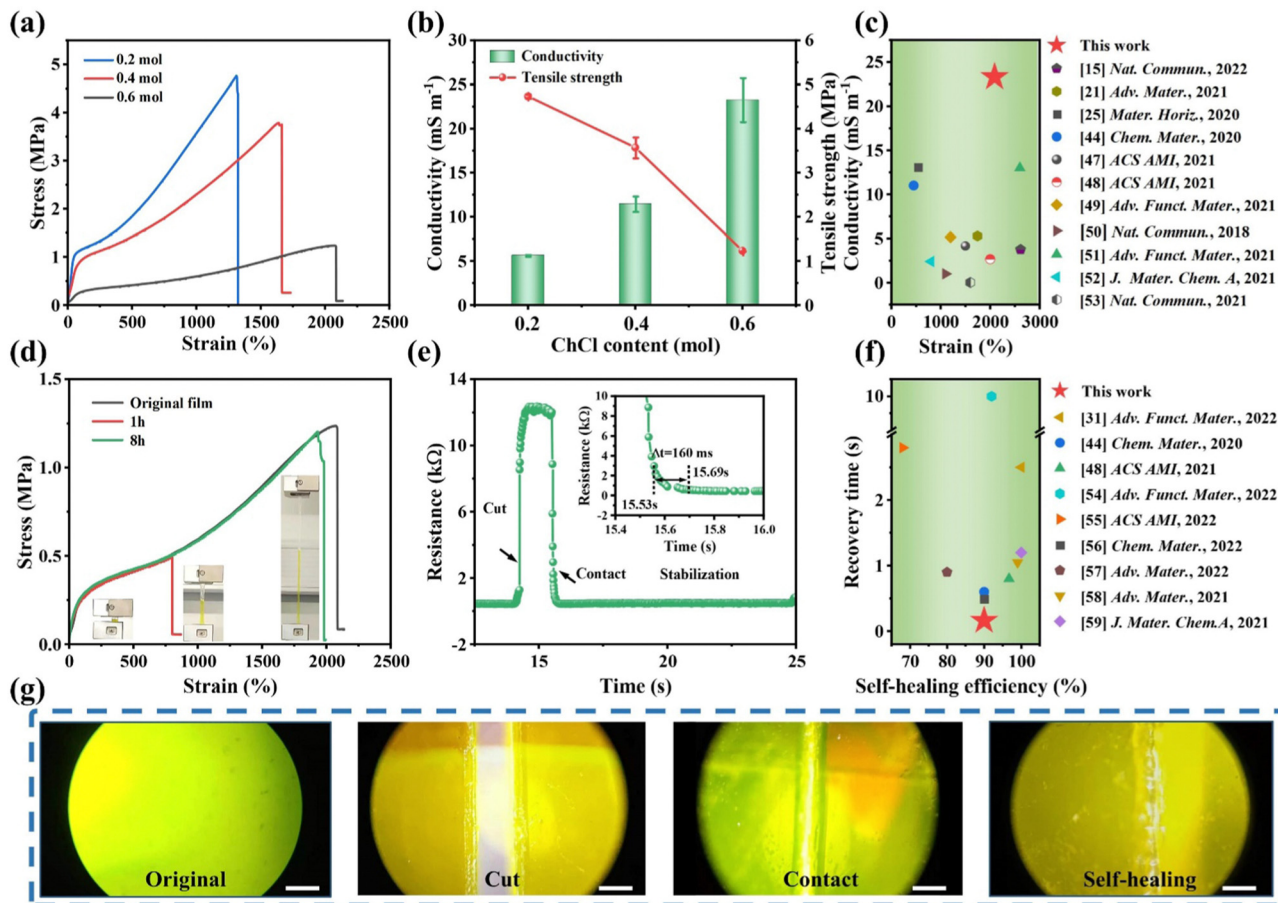 (a)
Stress (MPa)
5
4
3
2
1
0
0.2 mol
0.4 mol
0.6 mol
0 500 1000 1500 2000 2500
Strain (%)
(b)
Conductivity (mS m⁻¹)
30
25
20
15
10
5
0
Conductivity
Tensile strength
6
5
4
3
2
1
0
Tensile strength (MPa)
0.2 0.4 0.6
ChCl content (mol)
(c)
Conductivity (mS m⁻¹)
25
20
15
10
5
0
0 1000 2000 3000
Strain (%)
This work
[15] Nat. Commun., 2022
[21] Adv. Mater., 2021
[25] Mater. Horiz., 2020
[44] Chem. Mater., 2020
[47] ACS AMI, 2021
[48] ACS AMI, 2021
[49] Adv. Funct. Mater., 2021
[50] Nat. Commun., 2018
[51] Adv. Funct. Mater., 2021
[52] J. Mater. Chem. A, 2021
[53] Nat. Commun., 2021
(d)
Stress (MPa)
1.5
1.0
0.5
0.0
Original film
1h
8h
0 500 1000 1500 2000 2500
Strain (%)
(e)
Resistance (kΩ)
14
10
6
2
-2
Cut
Contact
Stabilization
15 20 25
Time (s)
Resistance (kΩ)
10
8
6
4
2
0
-2
Δt=160 ms
15.69s
15.53s
15.4 15.6 15.8 16.0
Time (s)
(f)
Recovery time (s)
10
2
1
0
70 80 90 100
Self-healing efficiency (%)
This work
[31] Adv. Funct. Mater., 2022
[44] Chem. Mater., 2020
[48] ACS AMI, 2021
[54] Adv. Funct. Mater., 2022
[55] ACS AMI, 2022
[56] Chem. Mater., 2022
[57] Adv. Mater., 2022
[58] Adv. Mater., 2021
[59] J. Mater. Chem.A, 2021
(g)
Original
Cut
Contact
Self-healing